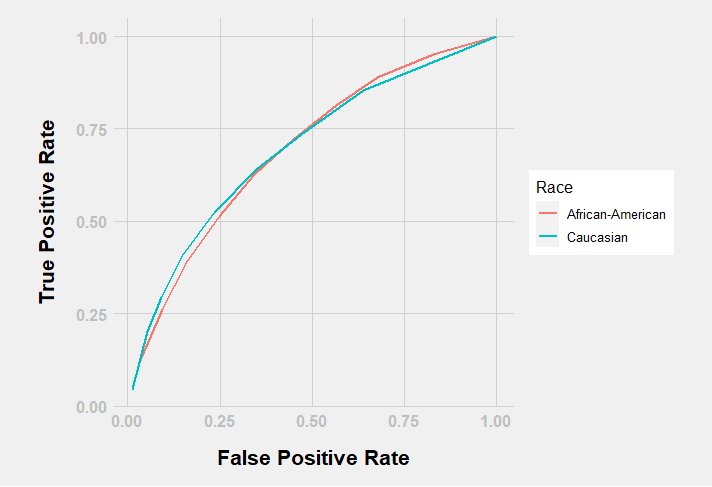 1.00
0.75
0.50
0.25
0.00
True Positive Rate
0.00 0.25 0.50 0.75 1.00
False Positive Rate
Race
African-American
Caucasian